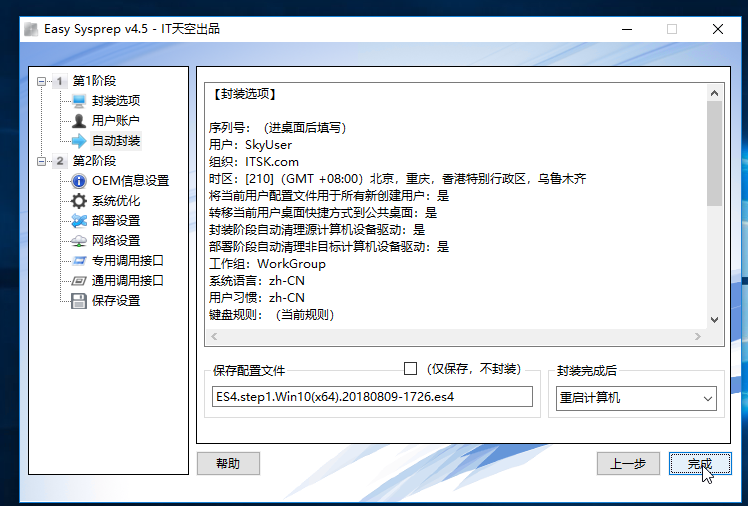 Easy Sysprep v4.5 - IT天空出品
1 第1阶段
封装选项
用户账户
自动封装
2 第2阶段
OEM信息设置
系统优化
部署设置
网络设置
专用调用接口
通用调用接口
保存设置
【封装选项】
序列号：（进桌面后填写）
用户：SkyUser
组织：ITSK.com
时区：[210]（GMT +08:00）北京，重庆，香港特别行政区，乌鲁木齐
将当前用户配置文件用于所有新创建用户：是
转移当前用户桌面快捷方式到公共桌面：是
封装阶段自动清理源计算机设备驱动：是
部署阶段自动清理非目标计算机设备驱动：是
工作组：WorkGroup
系统语言：zh-CN
用户习惯：zh-CN
键盘规则：（当前规则）
保存配置文件
（仅保存，不封装）
ES4.step1.Win10(x64).20180809-1726.es4
封装完成后
重启计算机
帮助
上一步
完成